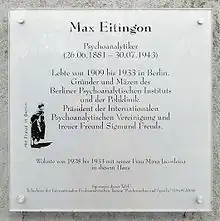 Max Eitingon
Psychoanalytiker
(26.06.1881 – 30.07.1943)
Lebte von 1909 bis 1933 in Berlin.
Gründer und Mäzen des
Berliner Psychoanalytischen Instituts
und der Poliklinik.
Präsident der Internationalen
Psychoanalytischen Vereinigung und
treuer Freund Sigmund Freuds.
Wohnte von 1928 bis 1933 mit seiner Frau Mirra Jacowleina
in diesem Haus